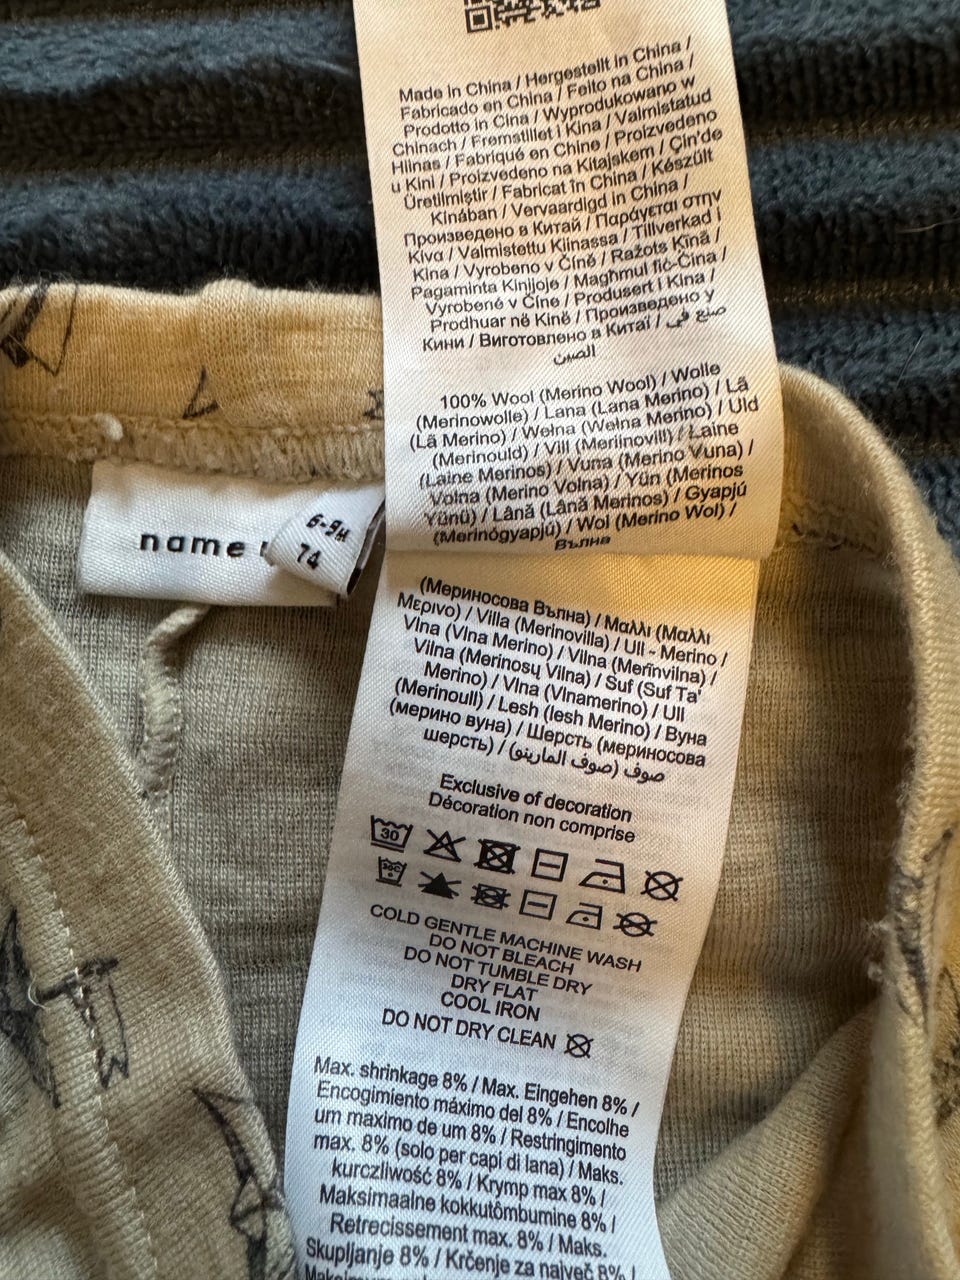 Made in China / Hergestellt in China /
Fabricado en China / Feito na China /
Prodotto in Cina / Wyprodukowano w
Chinach / Fremstillet i Kina / Valmistatud
Hiinas / Fabriqué en Chine / Proizvedeno
u Kini / Proizvedeno na Kitajskem / Çin'de
Üretilmiştir / Fabricat în China / Készült
Kínában / Vervaardigd in China /
Произведено в Китай / Παράγεται στην
Κίνα / Valmistettu Kiinassa / Tillverkad i
Kina / Vyrobeno v Číně / Ražots Ķīnā /
Pagaminta Kinijoje / Magħmul fiċ-Ċina /
Vyrobené v Číne / Produsert i Kina /
Prodhuar në Kinë / Произведено у
Кини / Виготовлено в Китаї / صنع في
الصين
100% Wool (Merino Wool) / Wolle
(Merinowolle) / Lana (Lana Merino) / Lã
(Lã Merino) / Wełna (Wełna Merino) / Uld
(Merinould) / Vill (Meriinovill) / Laine
(Laine Merinos) / Vuna (Merino Vuna) /
Volna (Merino Volna) / Yün (Merinos
Yünü) / Lână (Lână Merinos) / Gyapjú
(Merinógyapjú) / Wol (Merino Wol) /
Вълна
(Мериносова Вълна) / Μαλλί (Μαλλί
Μερινο) / Villa (Merinovilla) / Ull - Merino /
Vlna (Vlna Merino) / Vilna (Merīnvilna) /
Vilna (Merinosų Vilna) / Suf (Suf Ta'
Merino) / Vlna (Vlnamerino) / Ull
(Merinoull) / Lesh (lesh Merino) / Вуна
(мерино вуна) / Шерсть (мериносова
шерсть) / صوف (صوف المارينو)
Exclusive of decoration
Décoration non comprise
30
30C
COLD GENTLE MACHINE WASH
DO NOT BLEACH
DO NOT TUMBLE DRY
DRY FLAT
COOL IRON
DO NOT DRY CLEAN
Max. shrinkage 8% / Max. Eingehen 8% /
Encogimiento máximo del 8% / Encolhe
um maximo de um 8% / Restringimento
max. 8% (solo per capi di lana) / Maks.
kurczliwość 8% / Krymp max 8% /
Maksimaalne kokkutõmbumine 8% /
Retrecissement max. 8% / Maks.
Skupljanje 8% / Krčenje za največ 8% /
name
6-9M
74